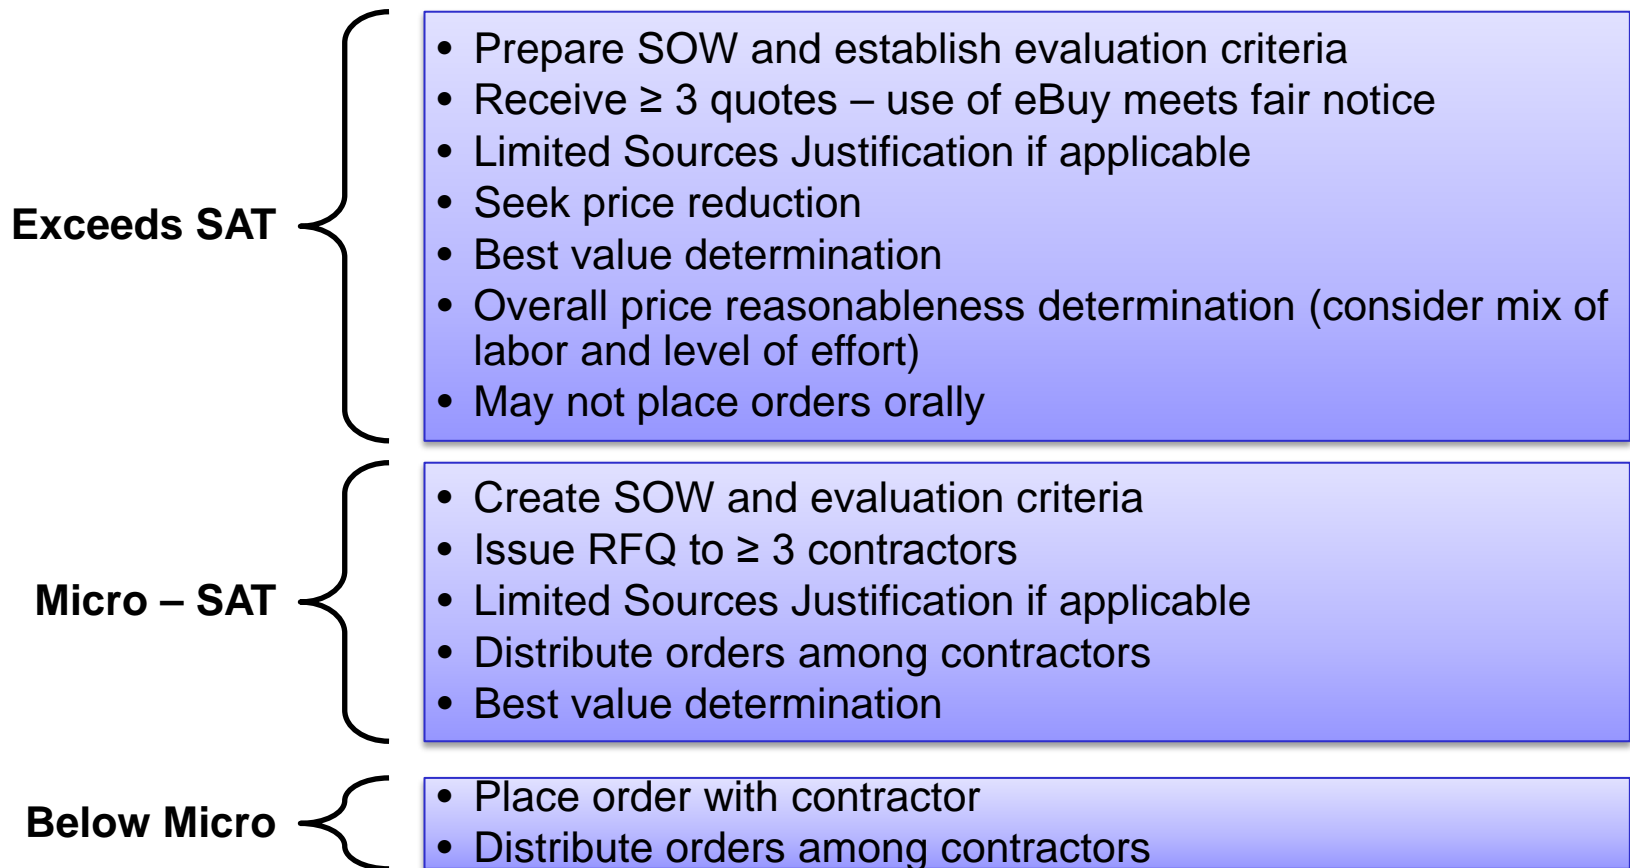 Exceeds SAT
• Prepare SOW and establish evaluation criteria
• Receive ≥ 3 quotes – use of eBuy meets fair notice
• Limited Sources Justification if applicable
• Seek price reduction
• Best value determination
• Overall price reasonableness determination (consider mix of
labor and level of effort)
• May not place orders orally
Micro – SAT
• Create SOW and evaluation criteria
• Issue RFQ to ≥ 3 contractors
• Limited Sources Justification if applicable
• Distribute orders among contractors
• Best value determination
Below Micro
• Place order with contractor
• Distribute orders among contractors